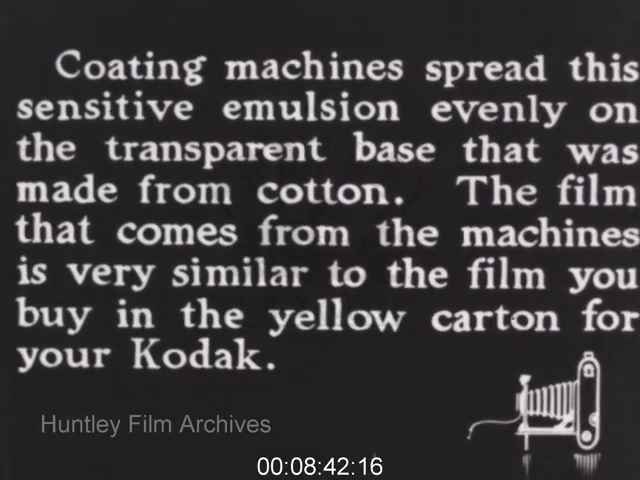 Coating machines spread this
sensitive emulsion evenly on
the transparent base that was
made from cotton. The film
that comes from the machines
is very similar to the film you
buy in the yellow carton for
your Kodak.
Huntley Film Archives
00:08:42:16